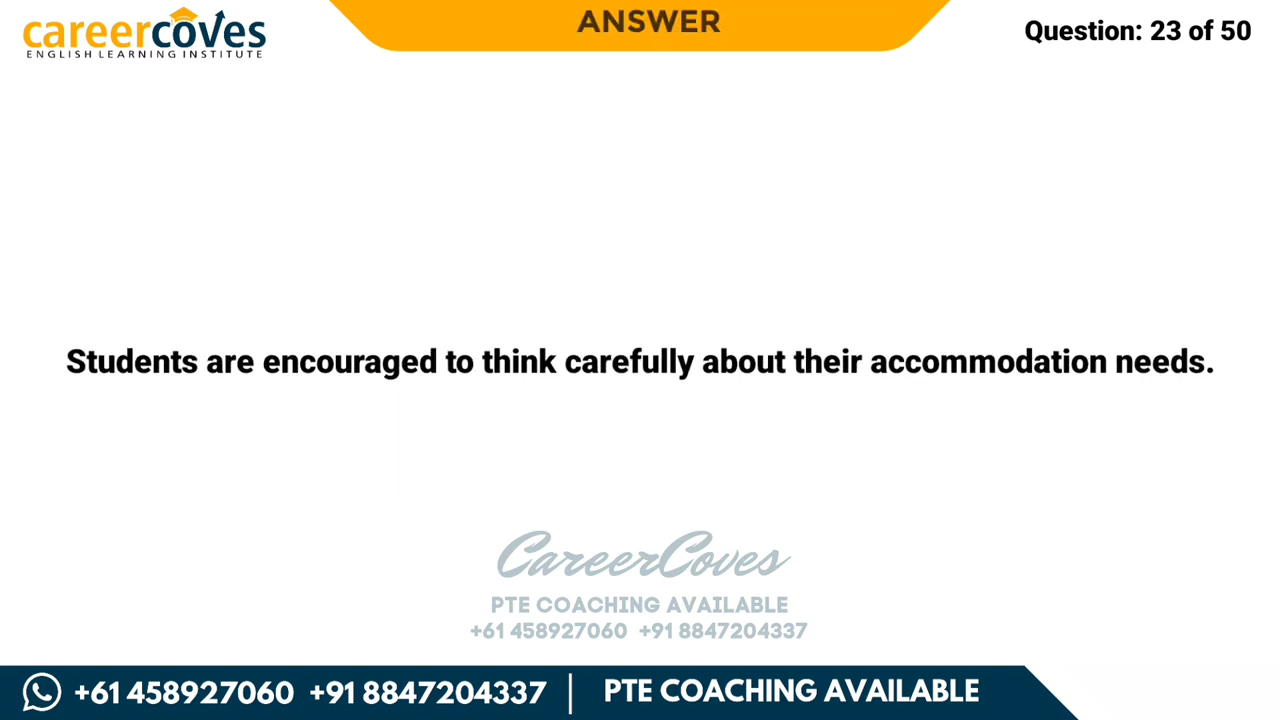 careercoves
ENGLISH LEARNING INSTITUTE
ANSWER
Question: 23 of 50
Students are encouraged to think carefully about their accommodation needs.
CareerCoves
PTE COACHING AVAILABLE
+61 458927060 +91 8847204337
+61 458927060 +91 8847204337 | PTE COACHING AVAILABLE